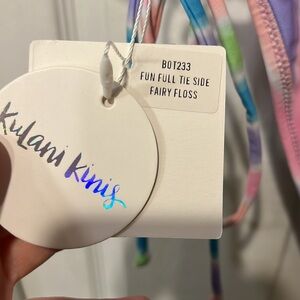 BOT233
FUN FULL TIE SIDE
FAIRY FLOSS
Kulani Kinis